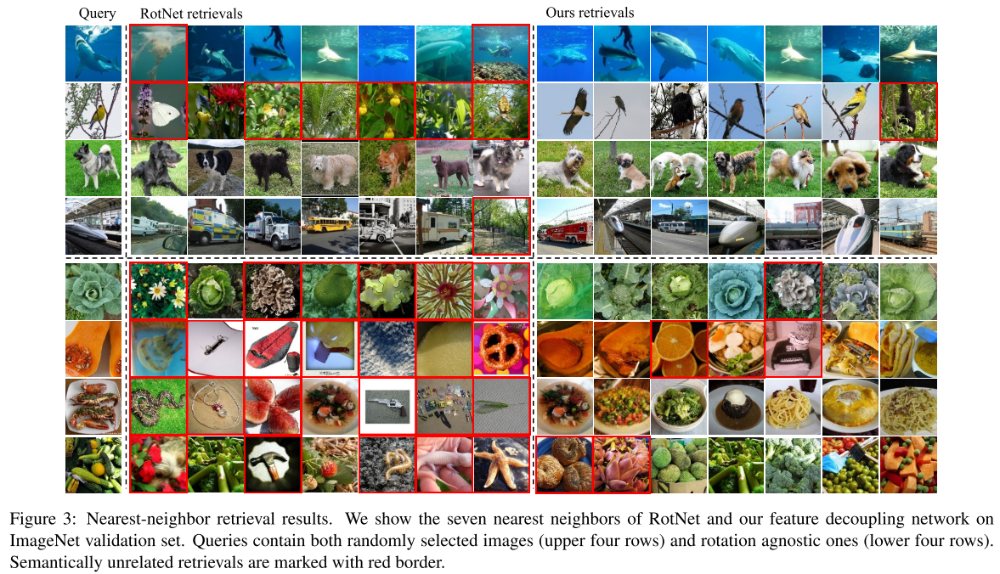 Query RotNet retrievals Ours retrievals
Figure 3: Nearest-neighbor retrieval results. We show the seven nearest neighbors of RotNet and our feature decoupling network on
ImageNet validation set. Queries contain both randomly selected images (upper four rows) and rotation agnostic ones (lower four rows).
Semantically unrelated retrievals are marked with red border.